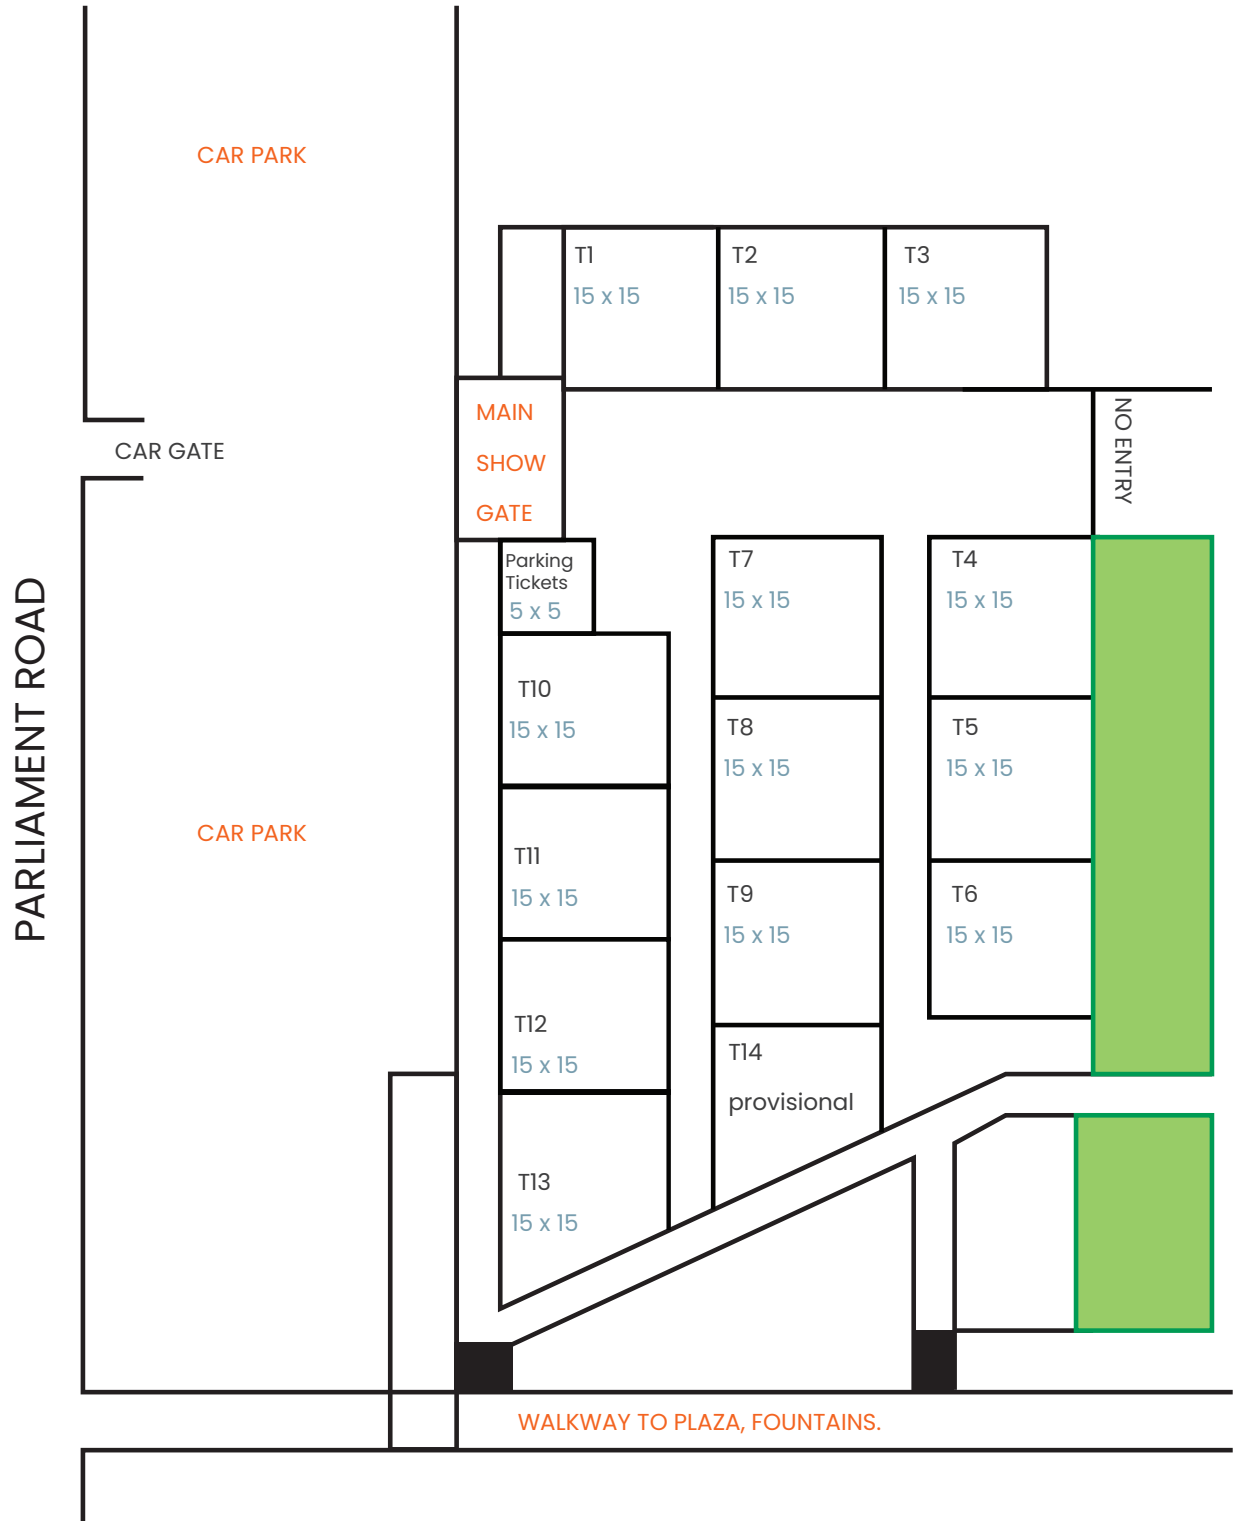 CAR PARK
T1
15 x 15
T2
15 x 15
T3
15 x 15
MAIN
SHOW
GATE
NO ENTRY
CAR GATE
Parking
Tickets
5 x 5
T7
15 x 15
T4
15 x 15
PARLIAMENT ROAD
T10
15 x 15
T8
15 x 15
T5
15 x 15
CAR PARK
T11
15 x 15
T9
15 x 15
T6
15 x 15
T12
15 x 15
T14
provisional
T13
15 x 15
WALKWAY TO PLAZA, FOUNTAINS.